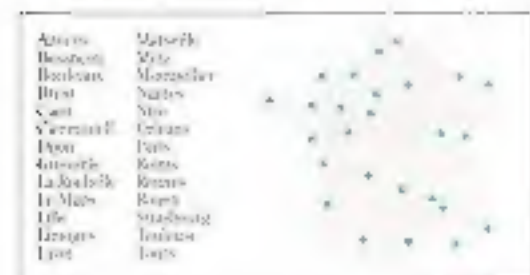 Marseille
Besançon Metz
Bordeaux Montpellier
Brest Nantes
Caen Nice
Orléans
Dijon Paris
Grenoble Reims
La Rochelle Rennes
Le Mans Rouen
Lille Strasbourg
Limoges Toulouse
Lyon Tours